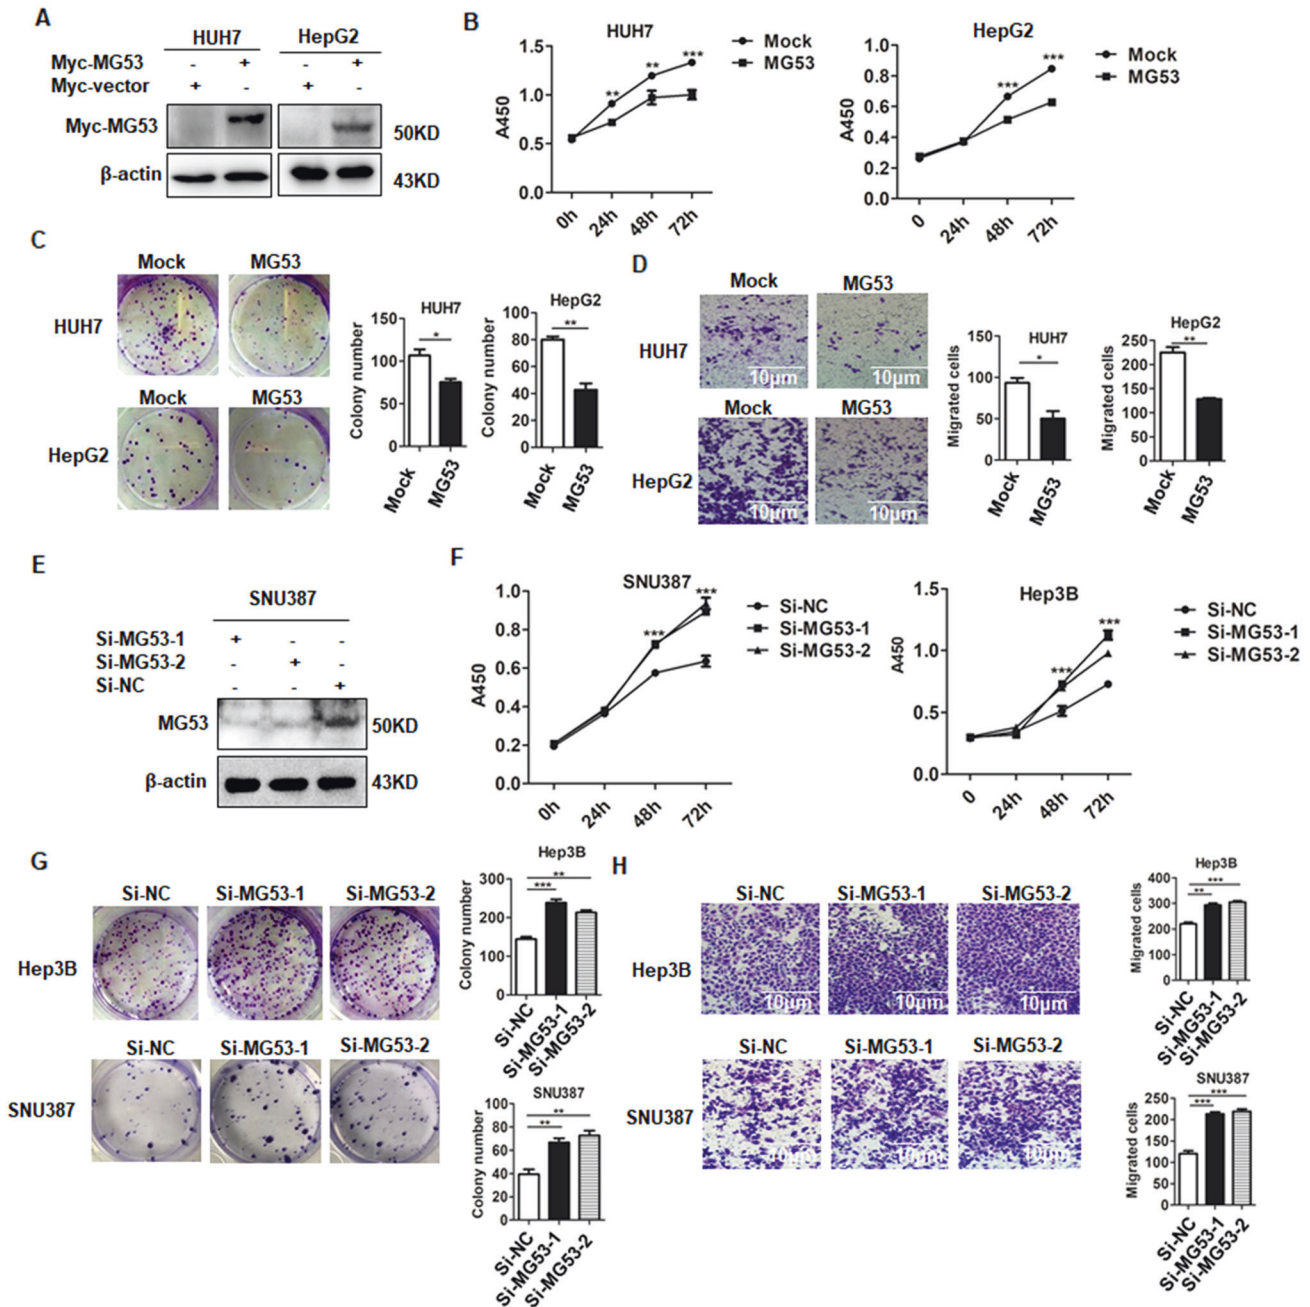 A
HUH7 HepG2
Myc-MG53 - + - +
Myc-vector + - + -
Myc-MG53 50KD
β-actin 43KD
B
HUH7
Mock
MG53
A450
1.5
1.0
0.5
0.0
** ** ***
0h 24h 48h 72h
HepG2
Mock
MG53
A450
1.0
0.8
0.6
0.4
0.2
0.0
*** ***
0 24h 48h 72h
C
Mock MG53
HUH7
Mock MG53
HepG2
HUH7
Colony number
150
100
50
0
*
Mock MG53
HepG2
Colony number
80
60
40
20
0
**
Mock MG53
D
Mock MG53
HUH7
10μm 10μm
Mock MG53
HepG2
10μm 10μm
HUH7
Migrated cells
150
100
50
0
*
Mock MG53
HepG2
Migrated cells
250
200
150
100
50
0
**
Mock MG53
E
SNU387
Si-MG53-1 + - -
Si-MG53-2 - + -
Si-NC - - +
MG53 50KD
β-actin 43KD
F
SNU387
Si-NC
Si-MG53-1
Si-MG53-2
A450
1.0
0.8
0.6
0.4
0.2
0.0
*** ***
0h 24h 48h 72h
Hep3B
Si-NC
Si-MG53-1
Si-MG53-2
A450
1.5
1.0
0.5
0.0
*** ***
0 24h 48h 72h
G
Si-NC Si-MG53-1 Si-MG53-2
Hep3B
Si-NC Si-MG53-1 Si-MG53-2
SNU387
Hep3B
Colony number
300
200
100
0
**
***
Si-NC Si-MG53-1 Si-MG53-2
SNU387
Colony number
100
80
60
40
20
0
**
**
Si-NC Si-MG53-1 Si-MG53-2
H
Si-NC Si-MG53-1 Si-MG53-2
Hep3B
10μm 10μm 10μm
Si-NC Si-MG53-1 Si-MG53-2
SNU387
10μm 10μm 10μm
Hep3B
Migrated cells
400
300
200
100
0
***
**
Si-NC Si-MG53-1 Si-MG53-2
SNU387
Migrated cells
250
200
150
100
50
0
***
***
Si-NC Si-MG53-1 Si-MG53-2